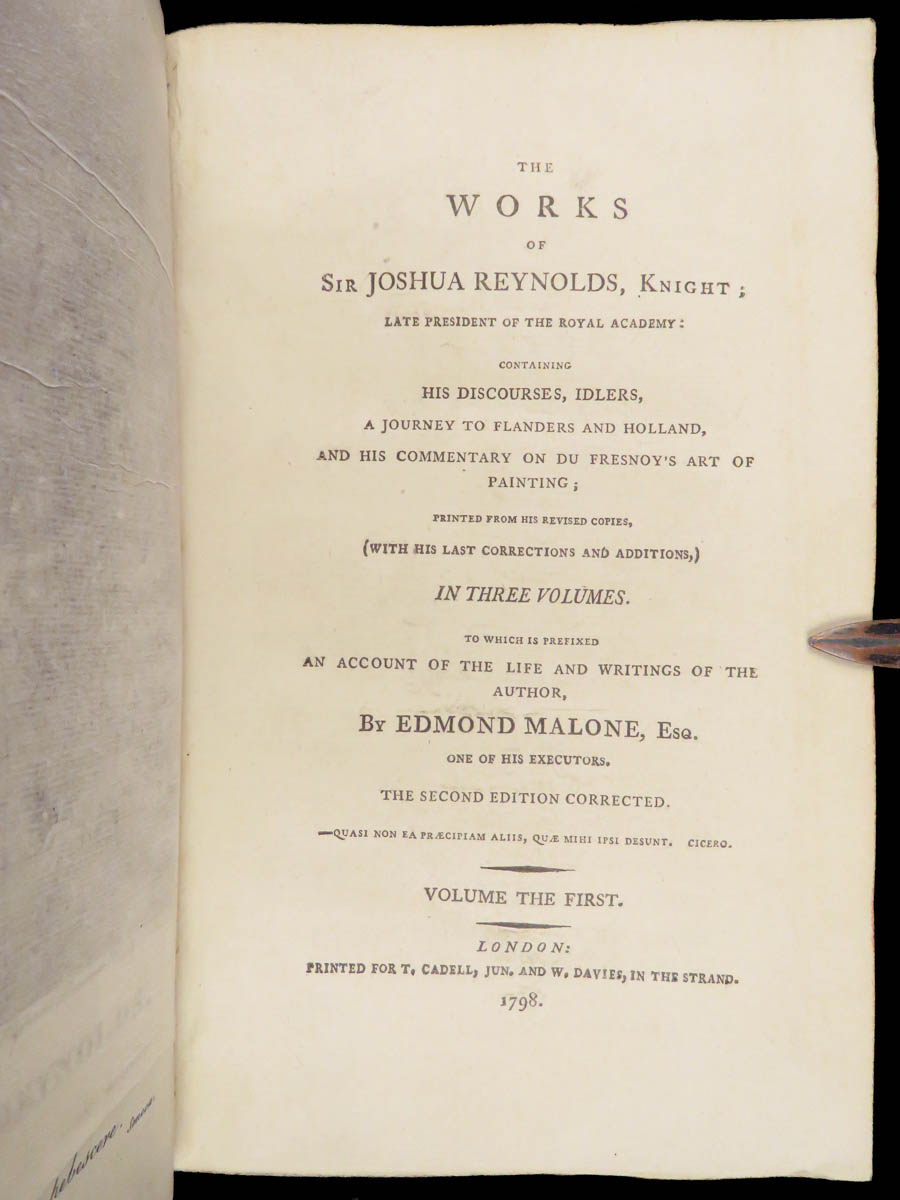 THE
WORKS
OF
SIR JOSHUA REYNOLDS, KNIGHT;
LATE PRESIDENT OF THE ROYAL ACADEMY:
CONTAINING
HIS DISCOURSES, IDLERS,
A JOURNEY TO FLANDERS AND HOLLAND,
AND HIS COMMENTARY ON DU FRESNOY'S ART OF
PAINTING;
PRINTED FROM HIS REVISED COPIES,
(WITH HIS LAST CORRECTIONS AND ADDITIONS,)
IN THREE VOLUMES.
TO WHICH IS PREFIXED
AN ACCOUNT OF THE LIFE AND WRITINGS OF THE
AUTHOR,
BY EDMOND MALONE, ESQ.
ONE OF HIS EXECUTORS.
THE SECOND EDITION CORRECTED.
—QUASI NON EA PRÆCIPIAM ALIIS, QUÆ MIHI IPSI DESUNT. CICERO.
VOLUME THE FIRST.
LONDON:
PRINTED FOR T. CADELL, JUN. AND W. DAVIES, IN THE STRAND.
1798.